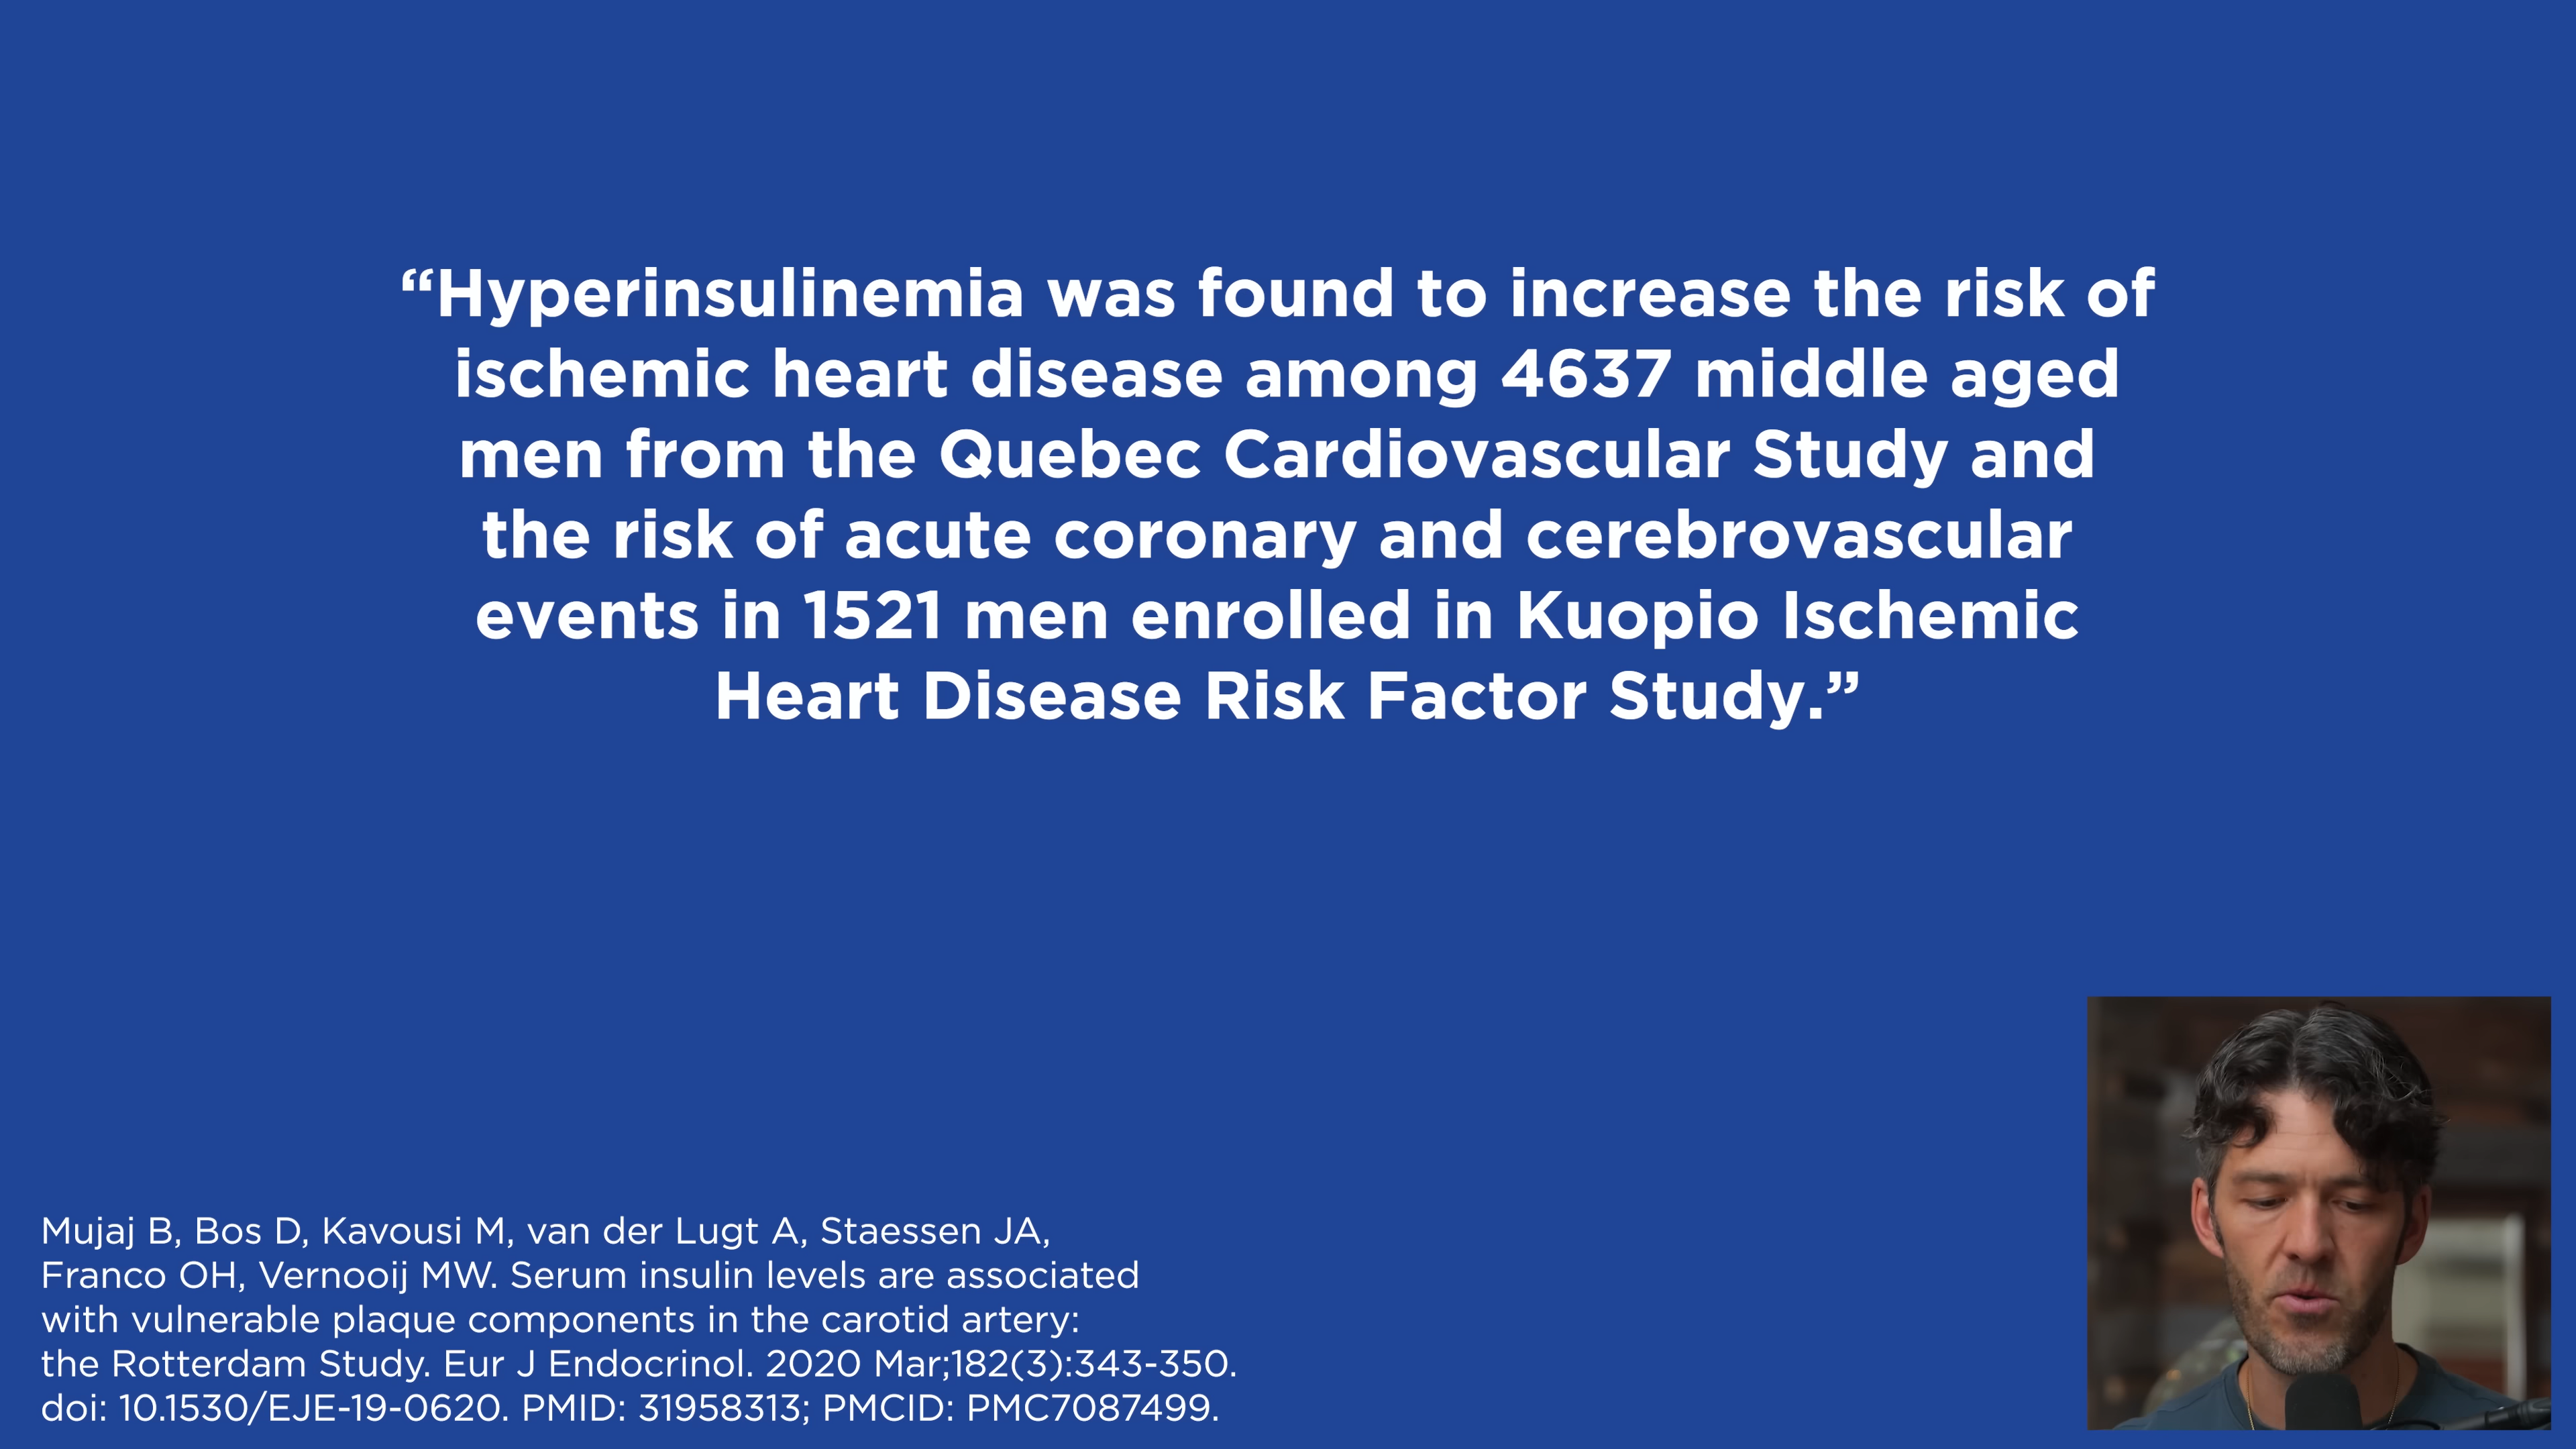 “Hyperinsulinemia was found to increase the risk of
ischemic heart disease among 4637 middle aged
men from the Quebec Cardiovascular Study and
the risk of acute coronary and cerebrovascular
events in 1521 men enrolled in Kuopio Ischemic
Heart Disease Risk Factor Study.”
Mujaj B, Bos D, Kavousi M, van der Lugt A, Staessen JA,
Franco OH, Vernooij MW. Serum insulin levels are associated
with vulnerable plaque components in the carotid artery:
the Rotterdam Study. Eur J Endocrinol. 2020 Mar;182(3):343-350.
doi: 10.1530/EJE-19-0620. PMID: 31958313; PMCID: PMC7087499.